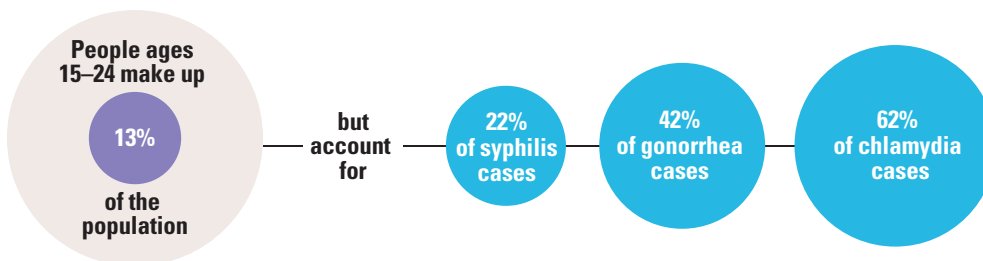 People ages
15–24 make up
13%
of the
population
but
account
for
22%
of syphilis
cases
42%
of gonorrhea
cases
62%
of chlamydia
cases